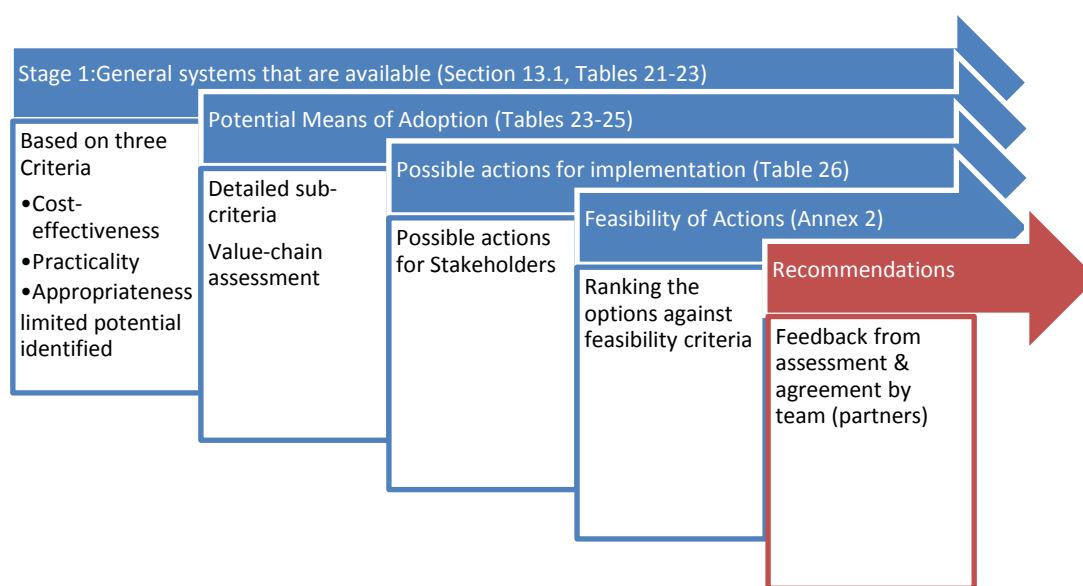 Stage 1:General systems that are available (Section 13.1, Tables 21-23)
Based on three
Criteria
•Cost-
effectiveness
•Practicality
•Appropriateness
limited potential
identified
Potential Means of Adoption (Tables 23-25)
Detailed sub-
criteria
Value-chain
assessment
Possible actions for implementation (Table 26)
Possible actions
for Stakeholders
Feasibility of Actions (Annex 2)
Ranking the
options against
feasibility criteria
Recommendations
Feedback from
assessment &
agreement by
team (partners)